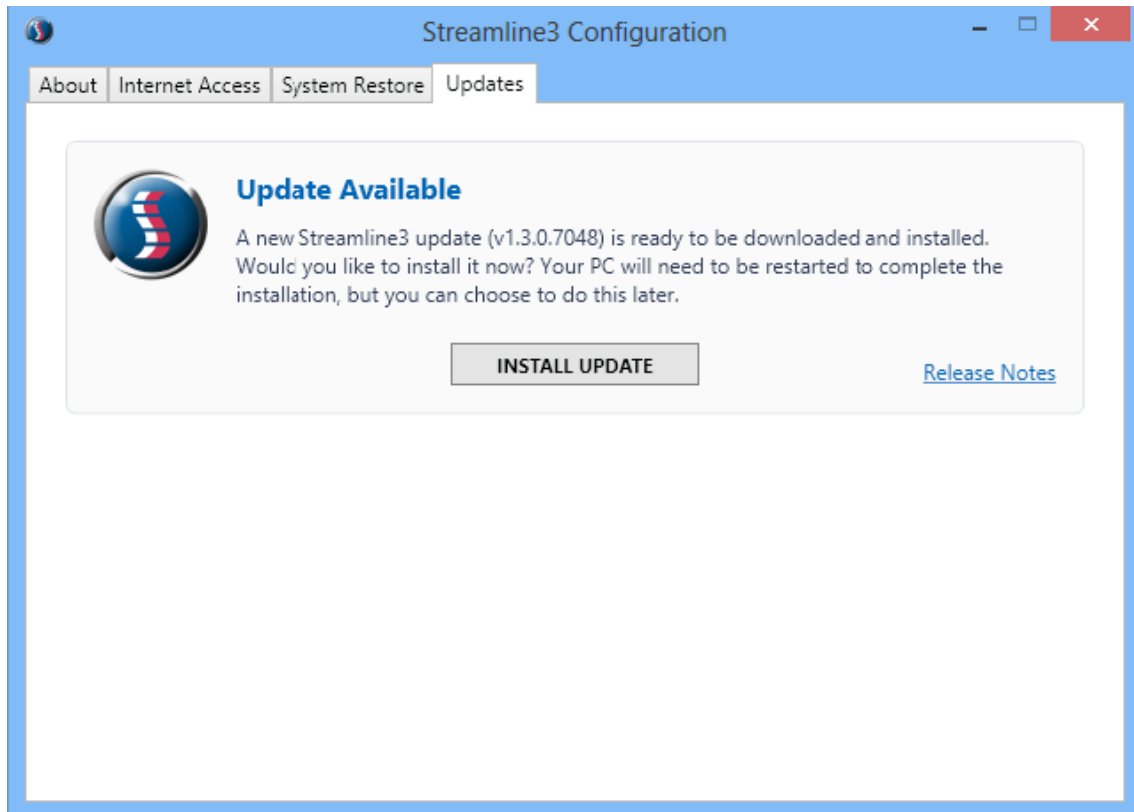 Streamline3 Configuration
About Internet Access System Restore Updates
Update Available
A new Streamline3 update (v1.3.0.7048) is ready to be downloaded and installed.
Would you like to install it now? Your PC will need to be restarted to complete the
installation, but you can choose to do this later.
INSTALL UPDATE
Release Notes